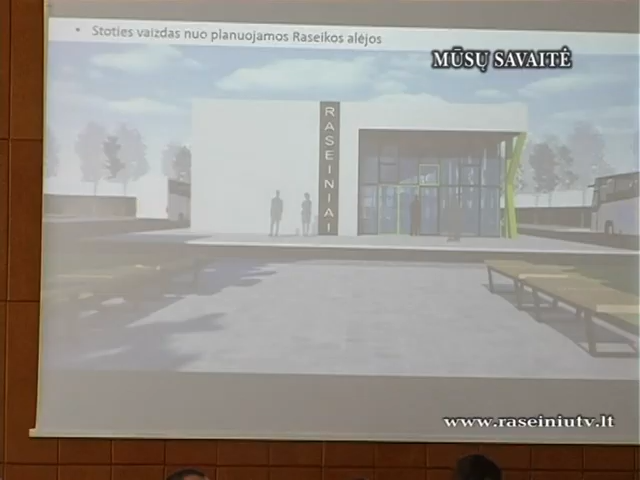 • Stoties vaizdas nuo planuojamos Raseikos alėjos
MŪSŲ SAVAITĖ
RASEINIAI
www.raseiniutv.lt